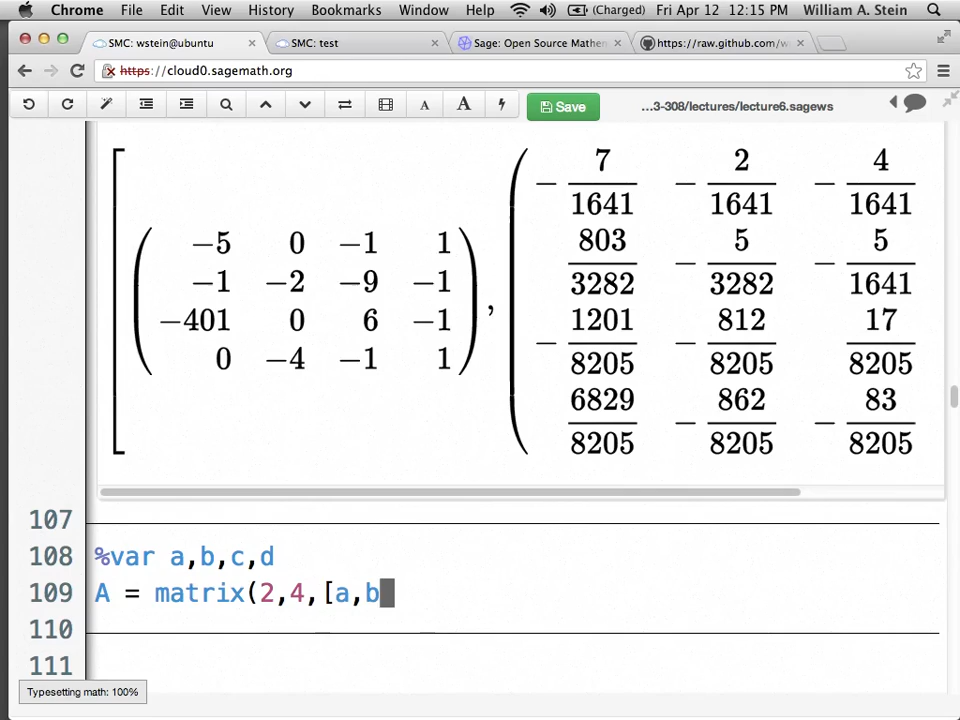 Chrome File Edit View History Bookmarks Window Help (Charged) Fri Apr 12 12:15 PM William A. Stein
SMC: wstein@ubuntu × SMC: test × Sage: Open Source Mathem × https://raw.github.com/w ×
https://cloud0.sagemath.org
A A Save ...3-308/lectures/lecture6.sagews
[ ( −5 0 −1 1
−1 −2 −9 −1
−401 0 6 −1
0 −4 −1 1 ) ,
( − 7/1641 − 2/1641 − 4/1641
803/3282 − 5/3282 − 5/1641
− 1201/8205 − 812/8205 17/8205
6829/8205 − 862/8205 − 83/8205
107
108 %var a,b,c,d
109 A = matrix(2,4,[a,b
110
111
Typesetting math: 100%